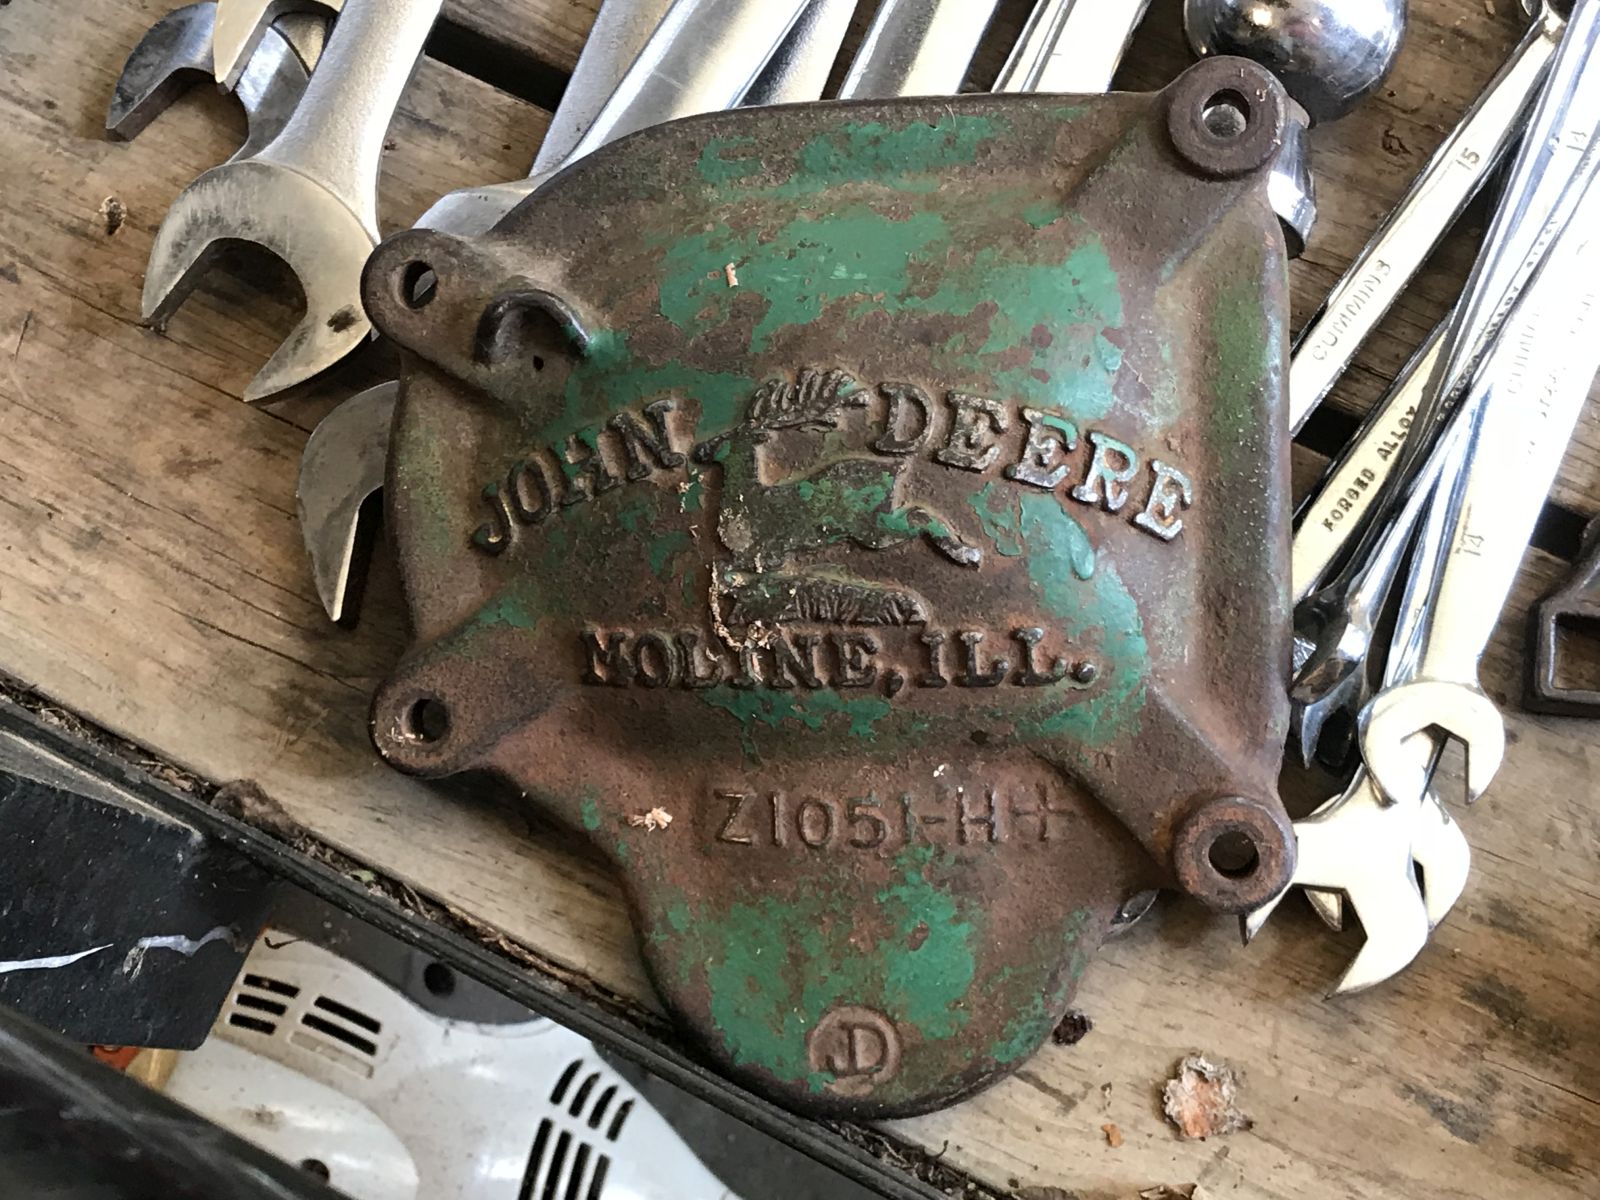 JOHN DEERE
MOLINE, ILL.
Z1051-H+
JD
15
CUMMINS
FORGED ALLOY
14
14